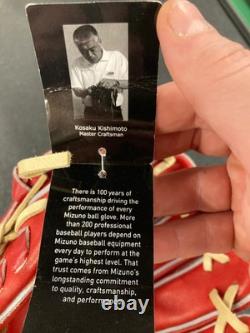 Kosaku Kishimoto
Master Craftsman
There is 100 years of
craftsmanship driving the
performance of every
Mizuno ball glove. More
than 200 professional
baseball players depend on
Mizuno baseball equipment
every day to perform at the
game's highest level. That
trust comes from Mizuno's
longstanding commitment
to quality, craftsmanship,
and performance.